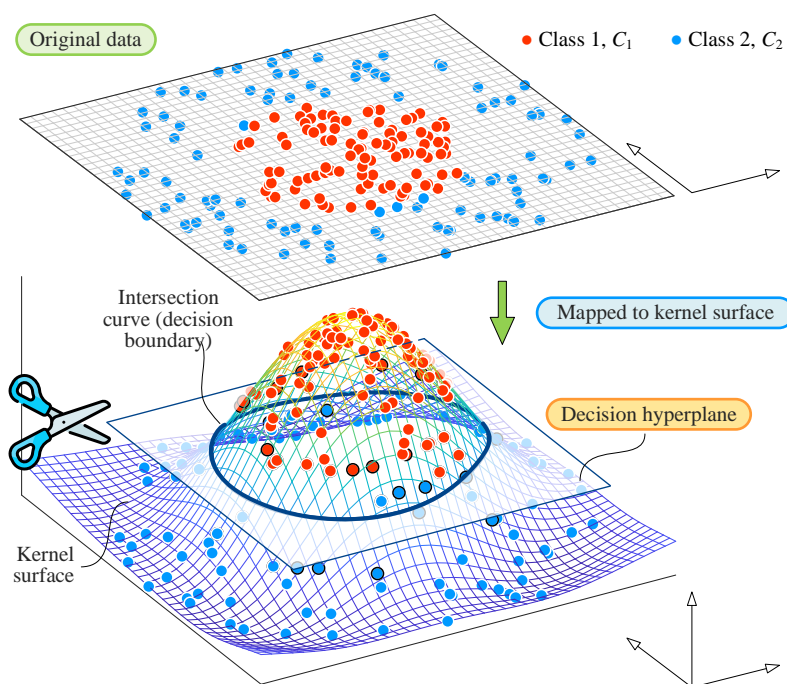 Original data
Class 1, C₁
Class 2, C₂
Intersection
curve (decision
boundary)
Mapped to kernel surface
Decision hyperplane
Kernel
surface